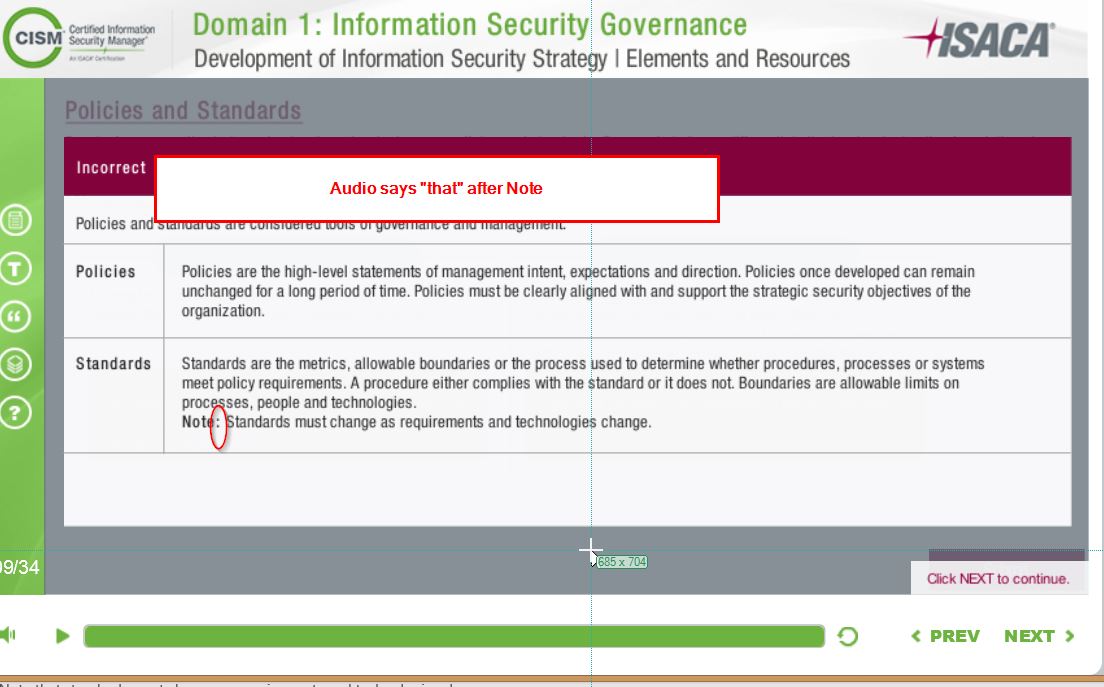 CISM
Certified Information
Security Manager®
An ISACA® Certification
Domain 1: Information Security Governance
Development of Information Security Strategy | Elements and Resources
ISACA®
Policies and Standards
Incorrect
Audio says "that" after Note
Policies and standards are considered tools of governance and management.
Policies
Policies are the high-level statements of management intent, expectations and direction. Policies once developed can remain
unchanged for a long period of time. Policies must be clearly aligned with and support the strategic security objectives of the
organization.
Standards
Standards are the metrics, allowable boundaries or the process used to determine whether procedures, processes or systems
meet policy requirements. A procedure either complies with the standard or it does not. Boundaries are allowable limits on
processes, people and technologies.
Note: Standards must change as requirements and technologies change.
T
“
?
685 x 704
09/34
Click NEXT to continue.
PREV
NEXT